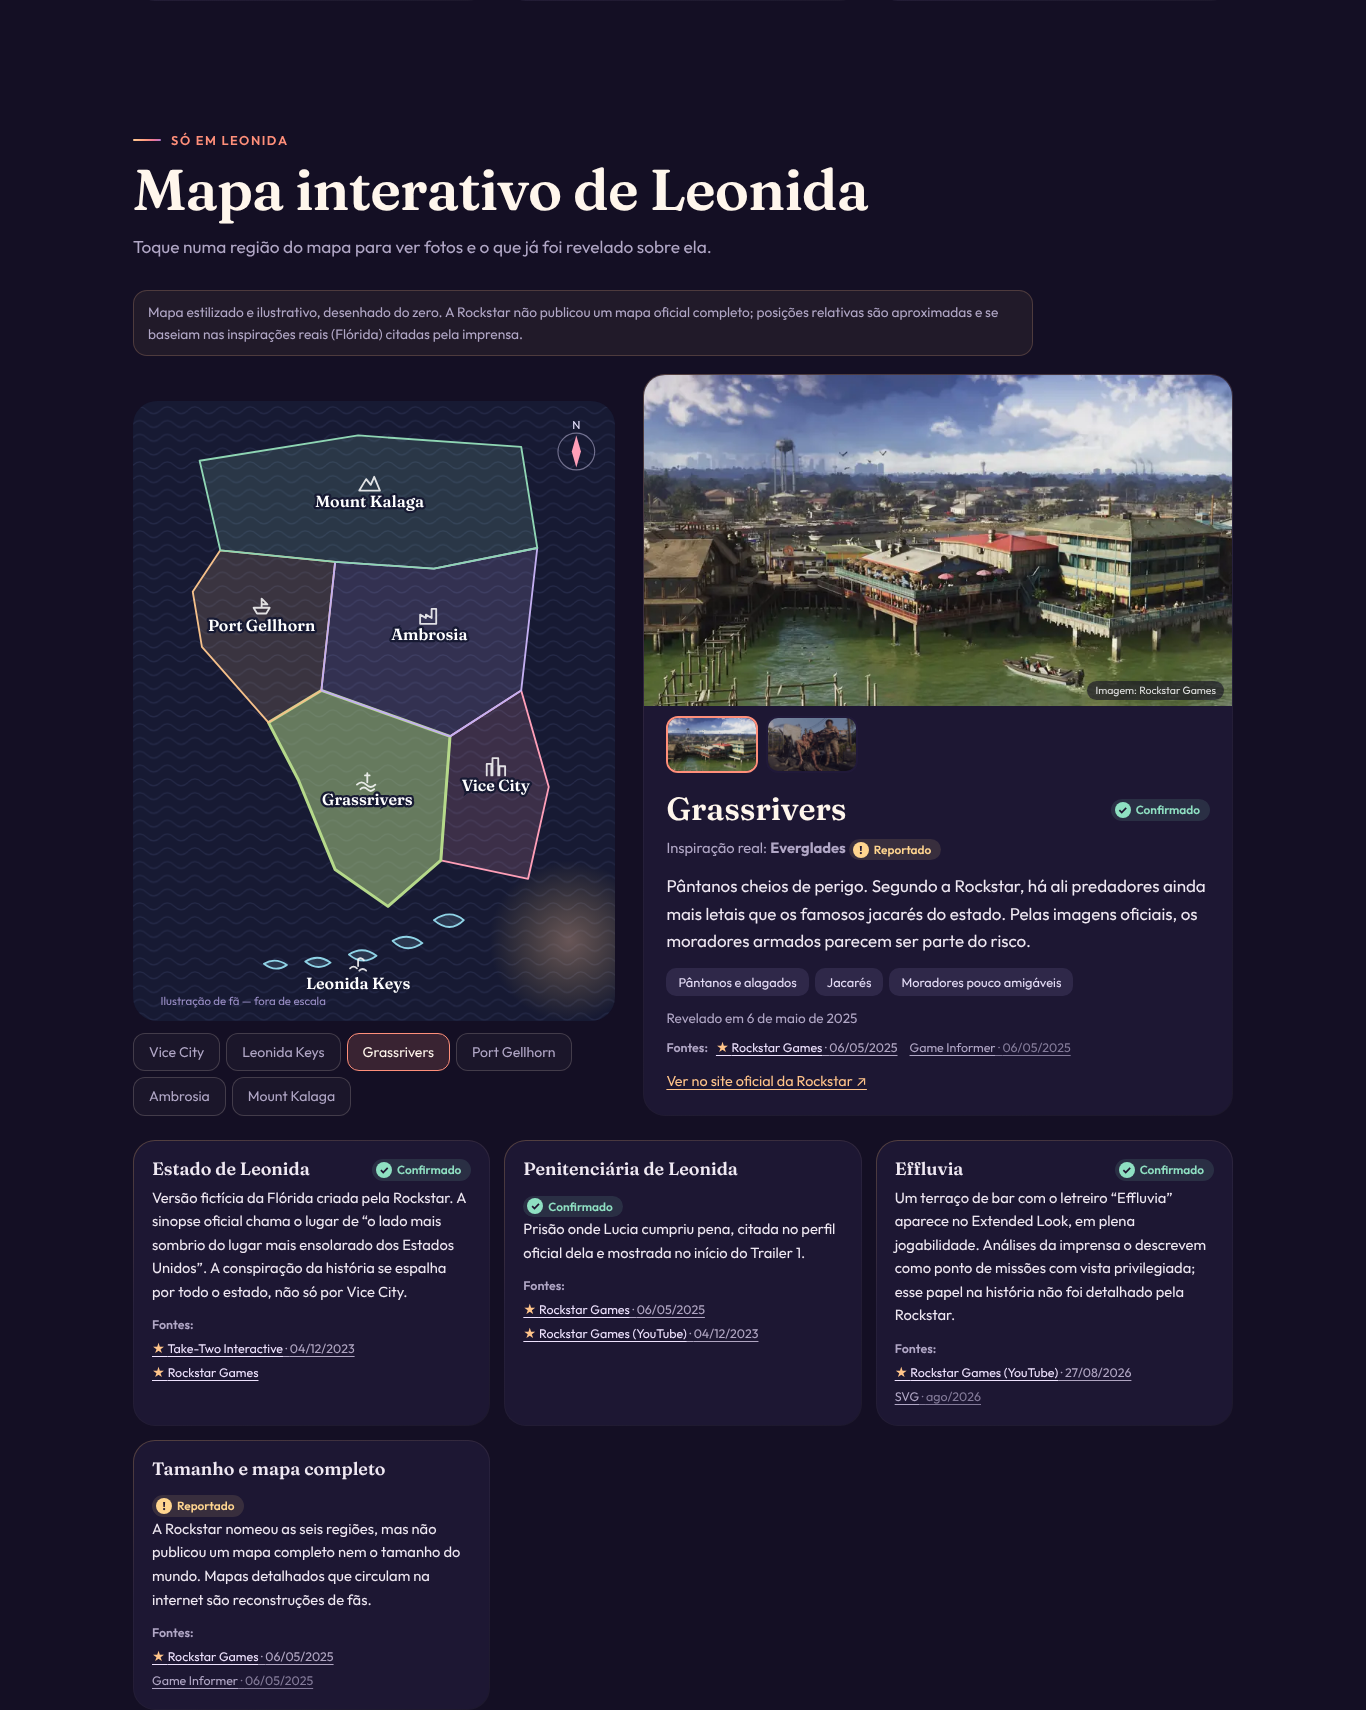 SÓ EM LEONIDA
Mapa interativo de Leonida
Toque numa região do mapa para ver fotos e o que já foi revelado sobre ela.
Mapa estilizado e ilustrativo, desenhado do zero. A Rockstar não publicou um mapa oficial completo; posições relativas são aproximadas e se
baseiam nas inspirações reais (Flórida) citadas pela imprensa.
N
Mount Kalaga
Port Gellhorn
Ambrosia
Vice City
Grassrivers
Leonida Keys
Ilustração de fã — fora de escala
Vice City
Leonida Keys
Grassrivers
Port Gellhorn
Ambrosia
Mount Kalaga
Imagem: Rockstar Games
Grassrivers
Confirmado
Inspiração real: Everglades ! Reportado
Pântanos cheios de perigo. Segundo a Rockstar, há ali predadores ainda
mais letais que os famosos jacarés do estado. Pelas imagens oficiais, os
moradores armados parecem ser parte do risco.
Pântanos e alagados
Jacarés
Moradores pouco amigáveis
Revelado em 6 de maio de 2025
Fontes: ★ Rockstar Games · 06/05/2025 Game Informer · 06/05/2025
Ver no site oficial da Rockstar ↗
Estado de Leonida
Confirmado
Versão fictícia da Flórida criada pela Rockstar. A
sinopse oficial chama o lugar de “o lado mais
sombrio do lugar mais ensolarado dos Estados
Unidos”. A conspiração da história se espalha
por todo o estado, não só por Vice City.
Fontes:
★ Take-Two Interactive · 04/12/2023
★ Rockstar Games
Penitenciária de Leonida
Confirmado
Prisão onde Lucia cumpriu pena, citada no perfil
oficial dela e mostrada no início do Trailer 1.
Fontes:
★ Rockstar Games · 06/05/2025
★ Rockstar Games (YouTube) · 04/12/2023
Effluvia
Confirmado
Um terraço de bar com o letreiro “Effluvia”
aparece no Extended Look, em plena
jogabilidade. Análises da imprensa o descrevem
como ponto de missões com vista privilegiada;
esse papel na história não foi detalhado pela
Rockstar.
Fontes:
★ Rockstar Games (YouTube) · 27/08/2026
SVG · ago/2026
Tamanho e mapa completo
! Reportado
A Rockstar nomeou as seis regiões, mas não
publicou um mapa completo nem o tamanho do
mundo. Mapas detalhados que circulam na
internet são reconstruções de fãs.
Fontes:
★ Rockstar Games · 06/05/2025
Game Informer · 06/05/2025